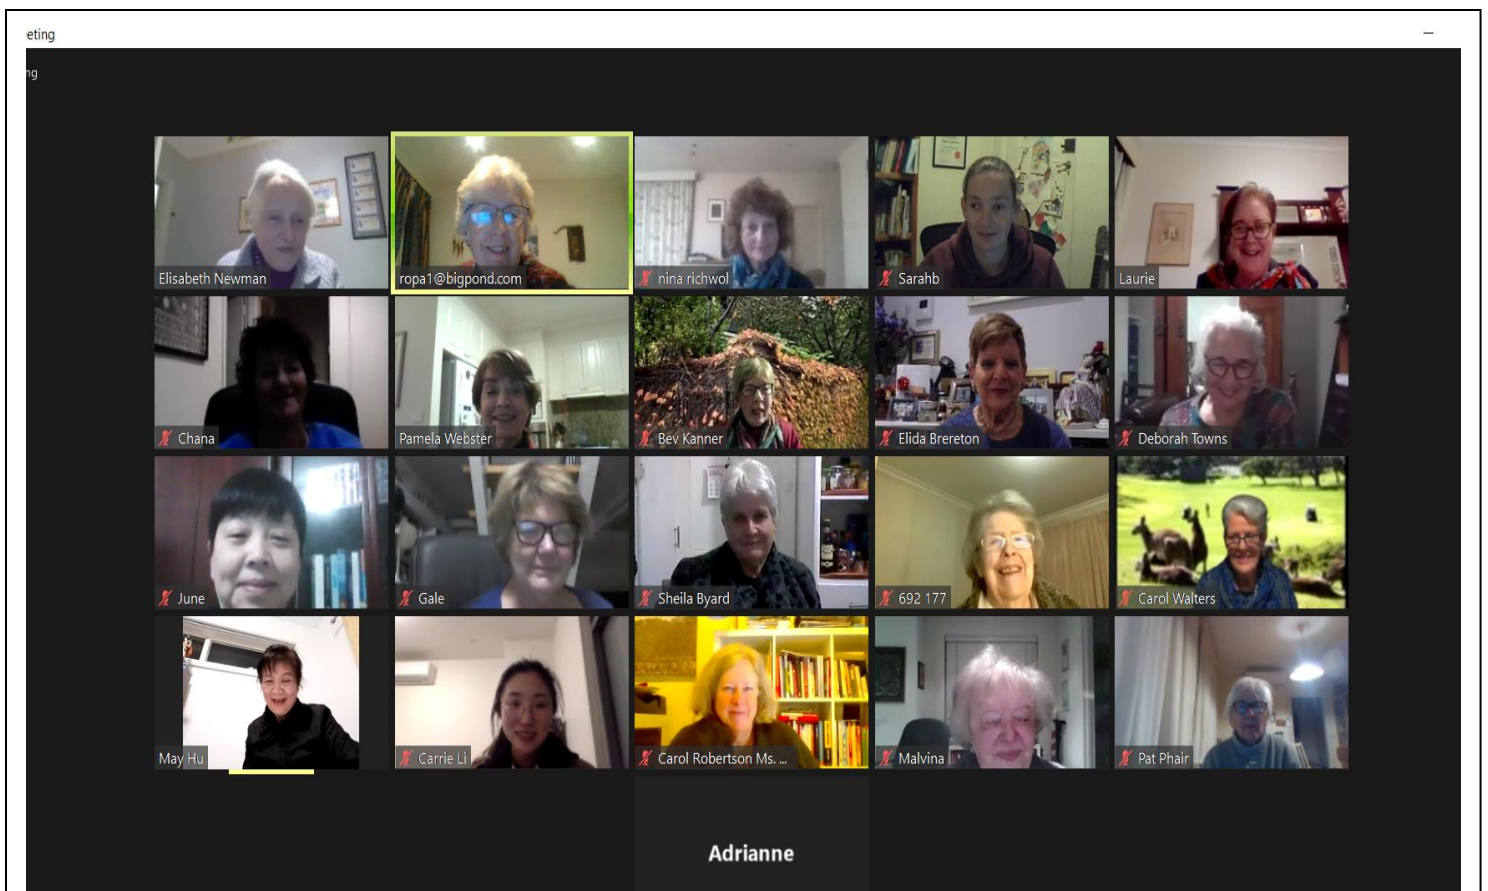 eting
ng
Elisabeth Newman
ropa1@bigpond.com
nina richwol
Sarahb
Laurie
Chana
Pamela Webster
Bev Kanner
Elida Brereton
Deborah Towns
June
Gale
Sheila Byard
692 177
Carol Walters
May Hu
Carrie Li
Carol Robertson Ms. ...
Malvina
Pat Phair
Adrianne